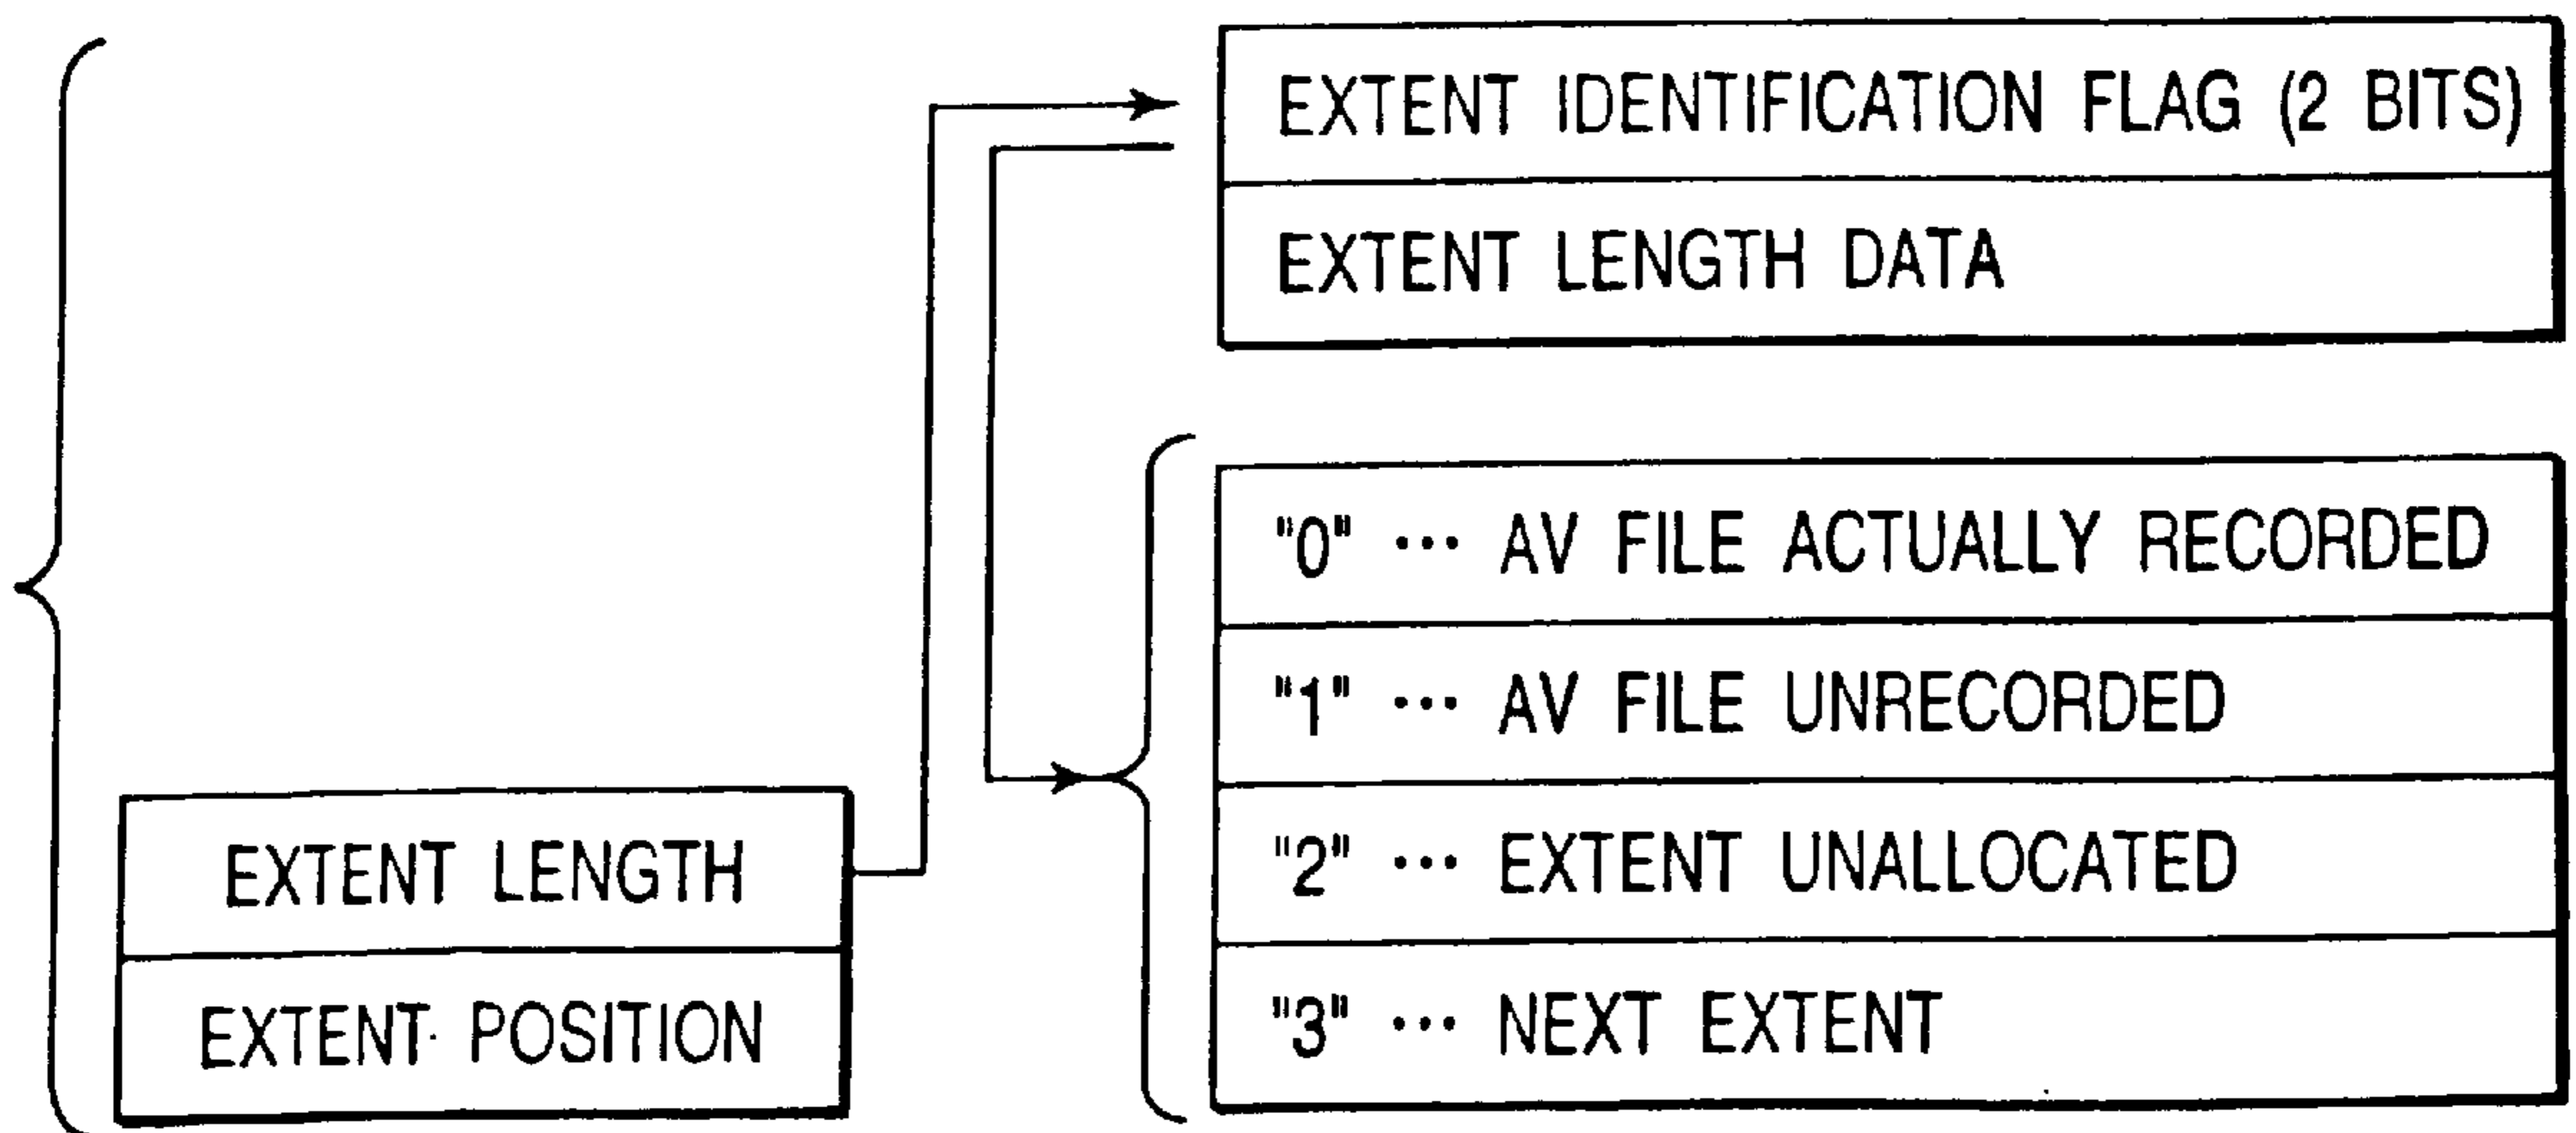 EXTENT IDENTIFICATION FLAG (2 BITS)
EXTENT LENGTH DATA
"0" ··· AV FILE ACTUALLY RECORDED
"1" ··· AV FILE UNRECORDED
"2" ··· EXTENT UNALLOCATED
"3" ··· NEXT EXTENT
EXTENT LENGTH
EXTENT POSITION